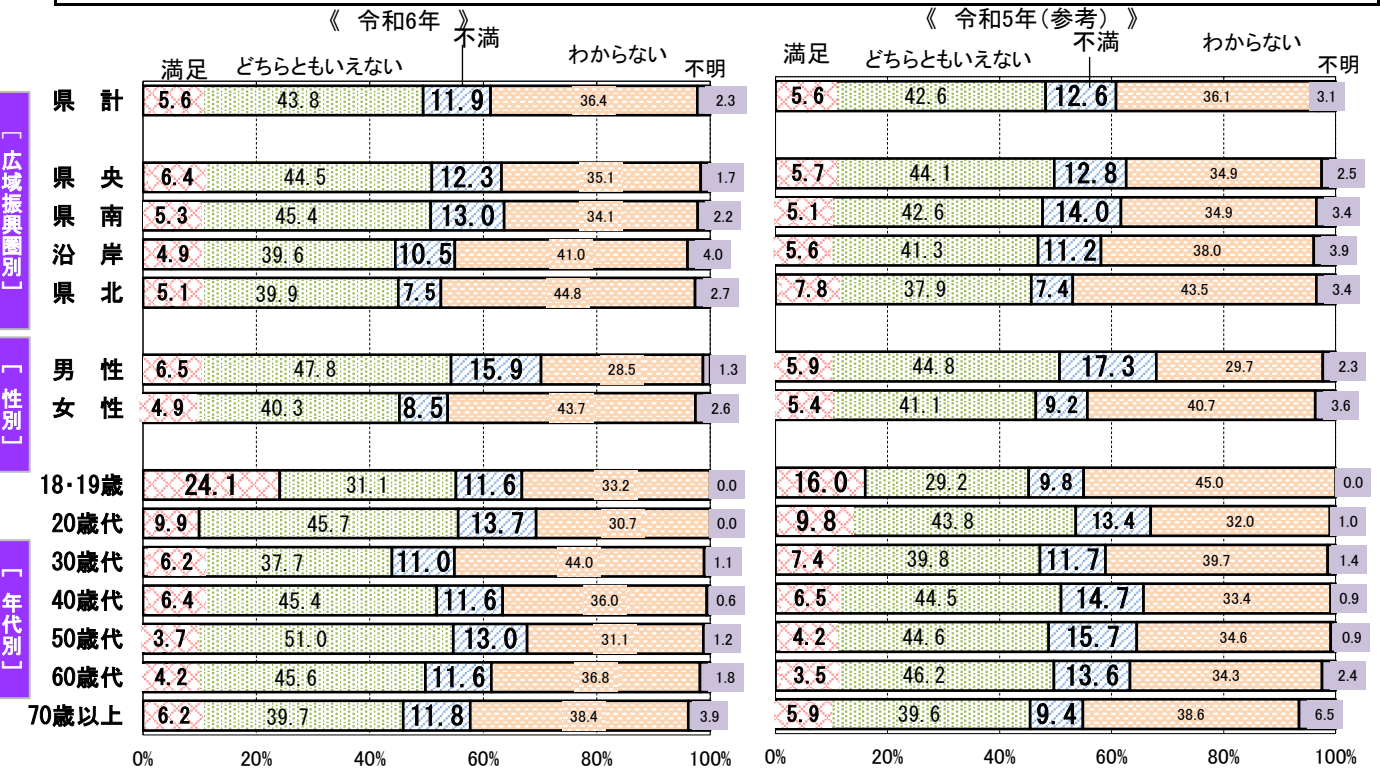 《 令和6年 》
《 令和5年(参考) 》
満足 どちらともいえない 不満 わからない 不明
満足 どちらともいえない 不満 わからない 不明
県 計 5.6 43.8 11.9 36.4 2.3 5.6 42.6 12.6 36.1 3.1
[ 広域振興圏別 ]
県 央 6.4 44.5 12.3 35.1 1.7 5.7 44.1 12.8 34.9 2.5
県 南 5.3 45.4 13.0 34.1 2.2 5.1 42.6 14.0 34.9 3.4
沿 岸 4.9 39.6 10.5 41.0 4.0 5.6 41.3 11.2 38.0 3.9
県 北 5.1 39.9 7.5 44.8 2.7 7.8 37.9 7.4 43.5 3.4
[ 性別 ]
男 性 6.5 47.8 15.9 28.5 1.3 5.9 44.8 17.3 29.7 2.3
女 性 4.9 40.3 8.5 43.7 2.6 5.4 41.1 9.2 40.7 3.6
[ 年代別 ]
18・19歳 24.1 31.1 11.6 33.2 0.0 16.0 29.2 9.8 45.0 0.0
20歳代 9.9 45.7 13.7 30.7 0.0 9.8 43.8 13.4 32.0 1.0
30歳代 6.2 37.7 11.0 44.0 1.1 7.4 39.8 11.7 39.7 1.4
40歳代 6.4 45.4 11.6 36.0 0.6 6.5 44.5 14.7 33.4 0.9
50歳代 3.7 51.0 13.0 31.1 1.2 4.2 44.6 15.7 34.6 0.9
60歳代 4.2 45.6 11.6 36.8 1.8 3.5 46.2 13.6 34.3 2.4
70歳以上 6.2 39.7 11.8 38.4 3.9 5.9 39.6 9.4 38.6 6.5
0% 20% 40% 60% 80% 100%
0% 20% 40% 60% 80% 100%